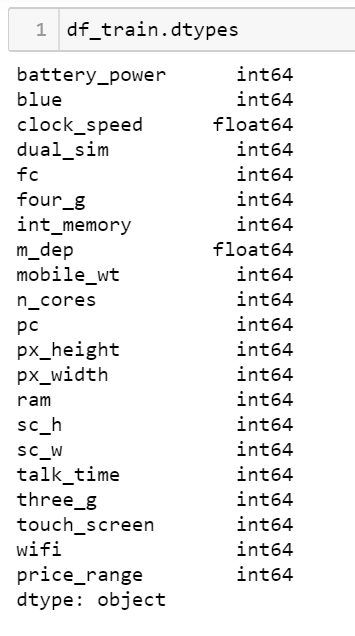 1 df_train.dtypes
battery_power int64
blue int64
clock_speed float64
dual_sim int64
fc int64
four_g int64
int_memory int64
m_dep float64
mobile_wt int64
n_cores int64
pc int64
px_height int64
px_width int64
ram int64
sc_h int64
sc_w int64
talk_time int64
three_g int64
touch_screen int64
wifi int64
price_range int64
dtype: object